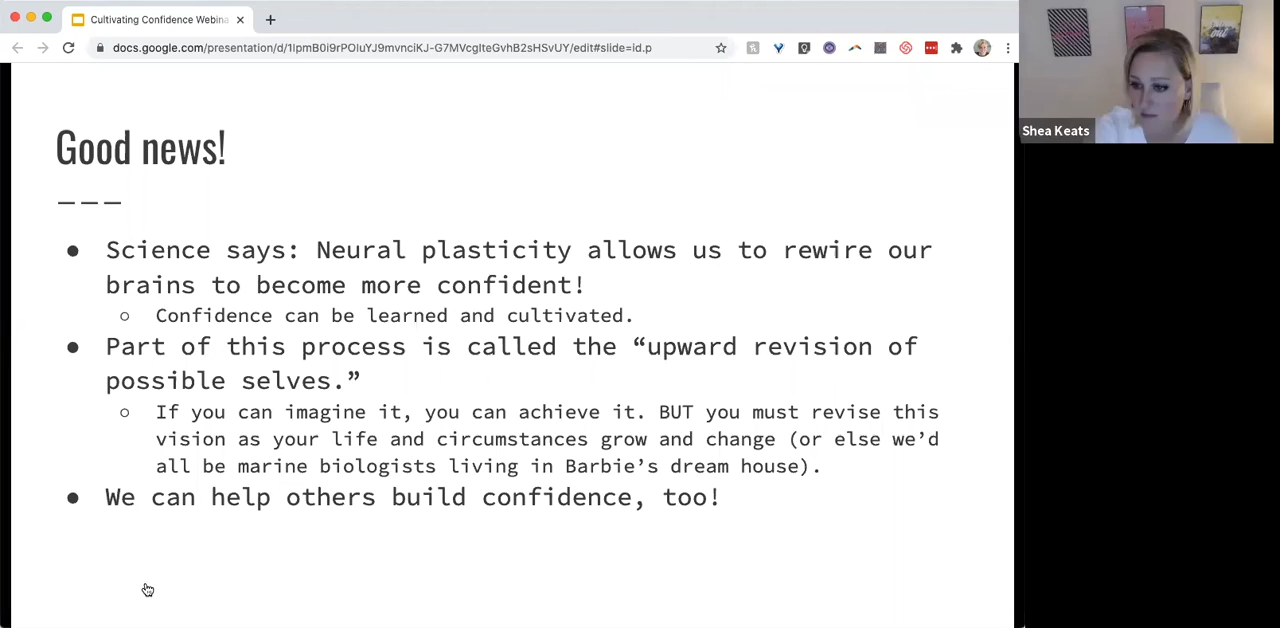 Cultivating Confidence Webina
docs.google.com/presentation/d/1lpmB0i9rPOluYJ9mvnciKJ-G7MVcglteGvhB2sHSvUY/edit#slide=id.p
Shea Keats
Good news!
● Science says: Neural plasticity allows us to rewire our
brains to become more confident!
○ Confidence can be learned and cultivated.
● Part of this process is called the “upward revision of
possible selves.”
○ If you can imagine it, you can achieve it. BUT you must revise this
vision as your life and circumstances grow and change (or else we’d
all be marine biologists living in Barbie’s dream house).
● We can help others build confidence, too!